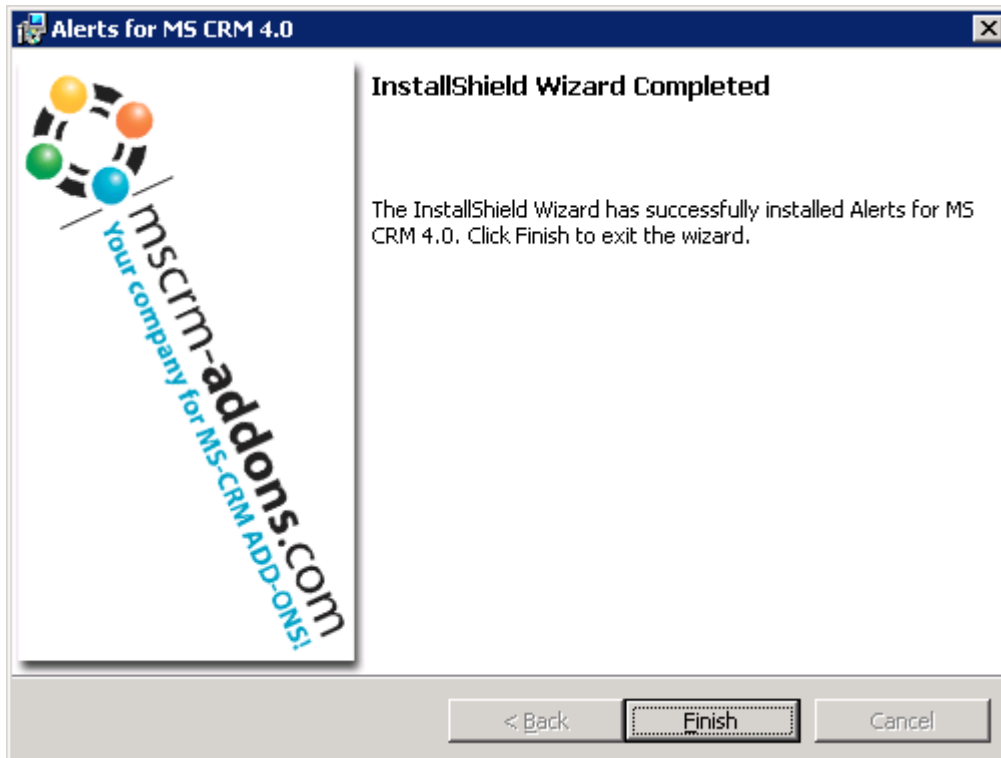 Alerts for MS CRM 4.0
InstallShield Wizard Completed
The InstallShield Wizard has successfully installed Alerts for MS
CRM 4.0. Click Finish to exit the wizard.
mscrm-addons.com
Your company for MS-CRM ADD-ONS!
< Back
Finish
Cancel